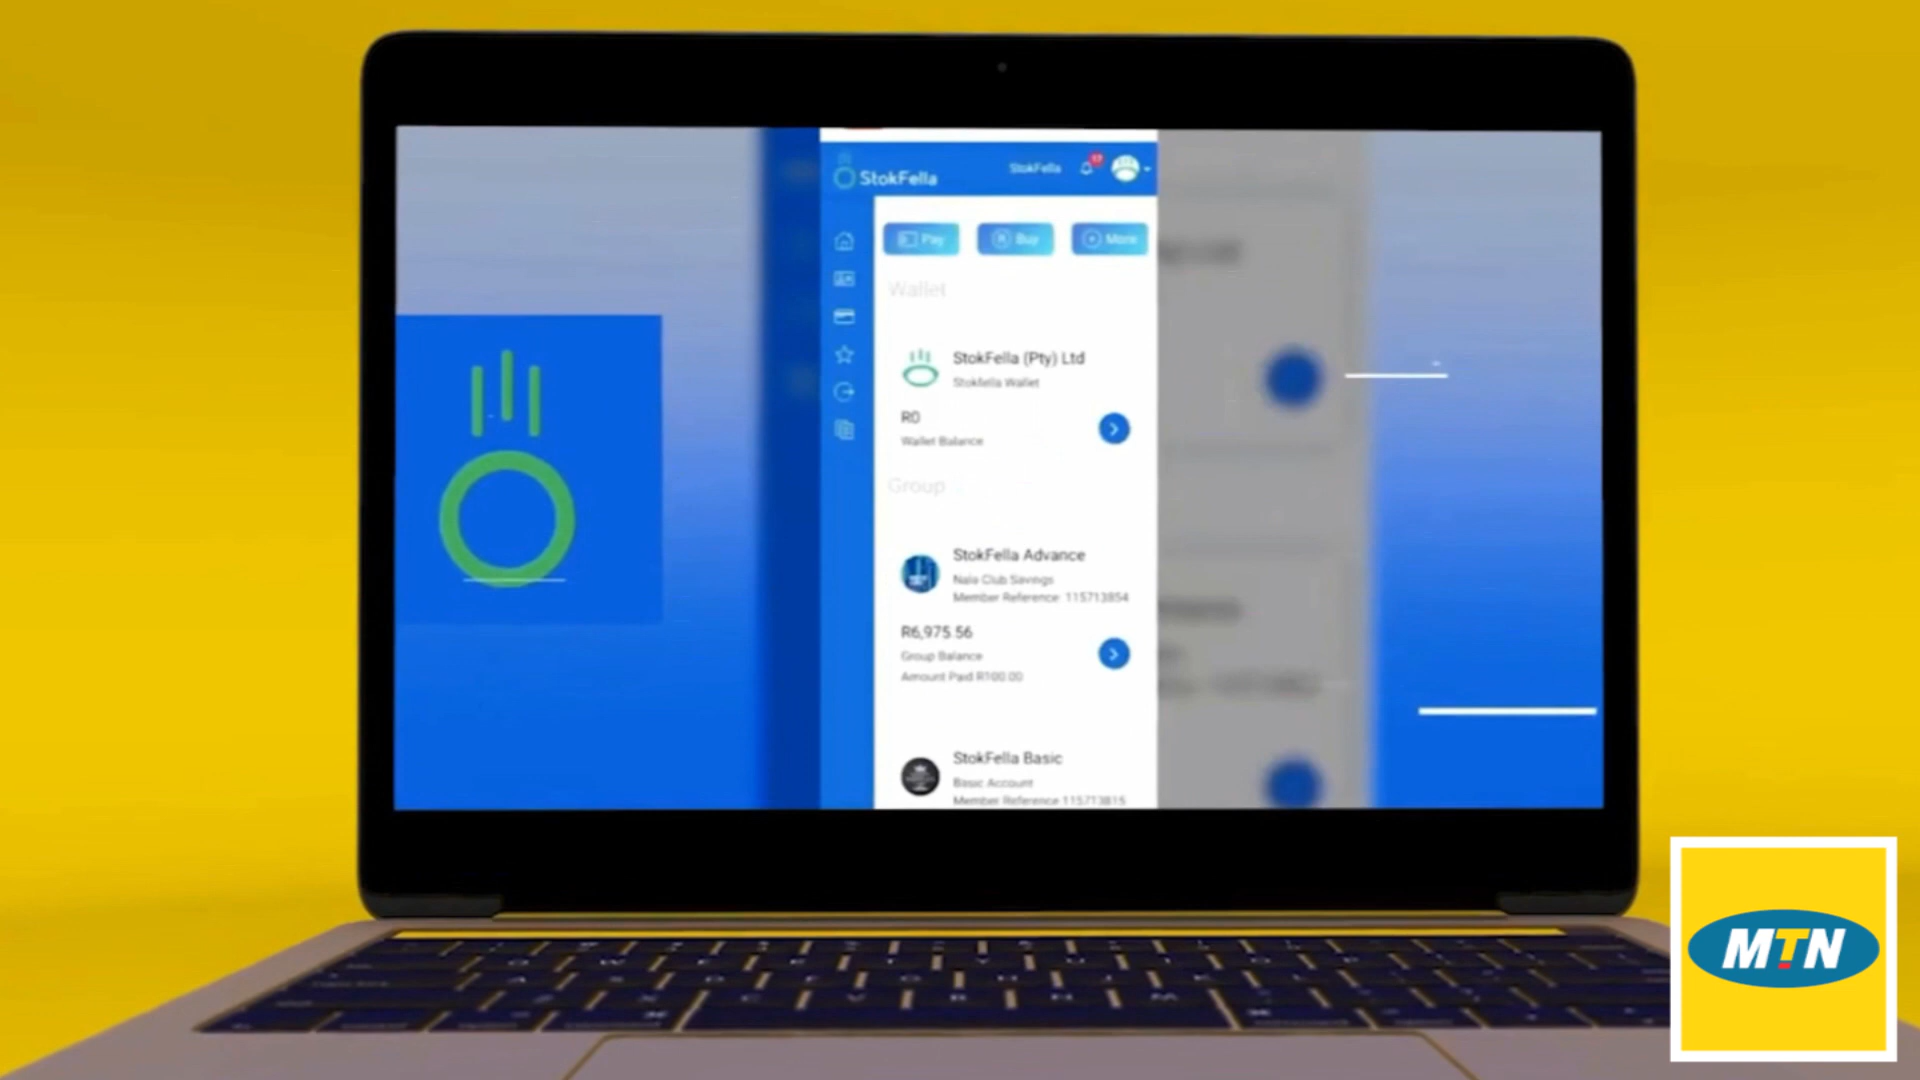 StokFella
StokFella
17
Pay
Buy
More
Wallet
StokFella (Pty) Ltd
Stokfella Wallet
R0
Wallet Balance
Group
StokFella Advance
Nala Club Savings
Member Reference: 115713854
R6,975.56
Group Balance
Amount Paid R100.00
StokFella Basic
Basic Account
Member Reference 115713815
MTN